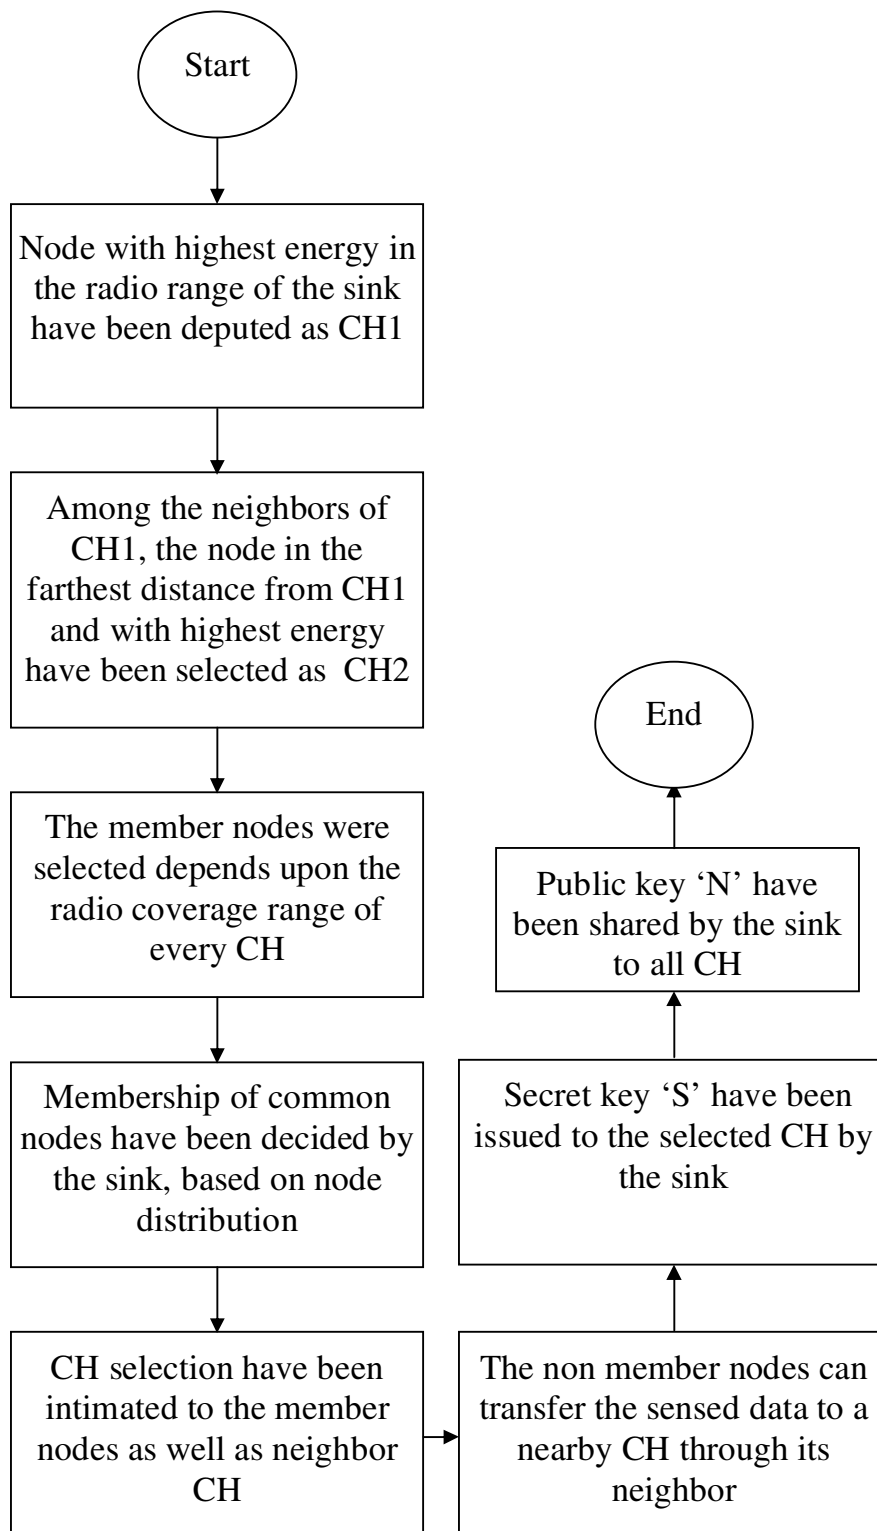 Start
Node with highest energy in
the radio range of the sink
have been deputed as CH1
Among the neighbors of
CH1, the node in the
farthest distance from CH1
and with highest energy
have been selected as  CH2
The member nodes were
selected depends upon the
radio coverage range of
every CH
Membership of common
nodes have been decided by
the sink, based on node
distribution
CH selection have been
intimated to the member
nodes as well as neighbor
CH
The non member nodes can
transfer the sensed data to a
nearby CH through its
neighbor
Secret key ‘S’ have been
issued to the selected CH by
the sink
Public key ‘N’ have
been shared by the sink
to all CH
End